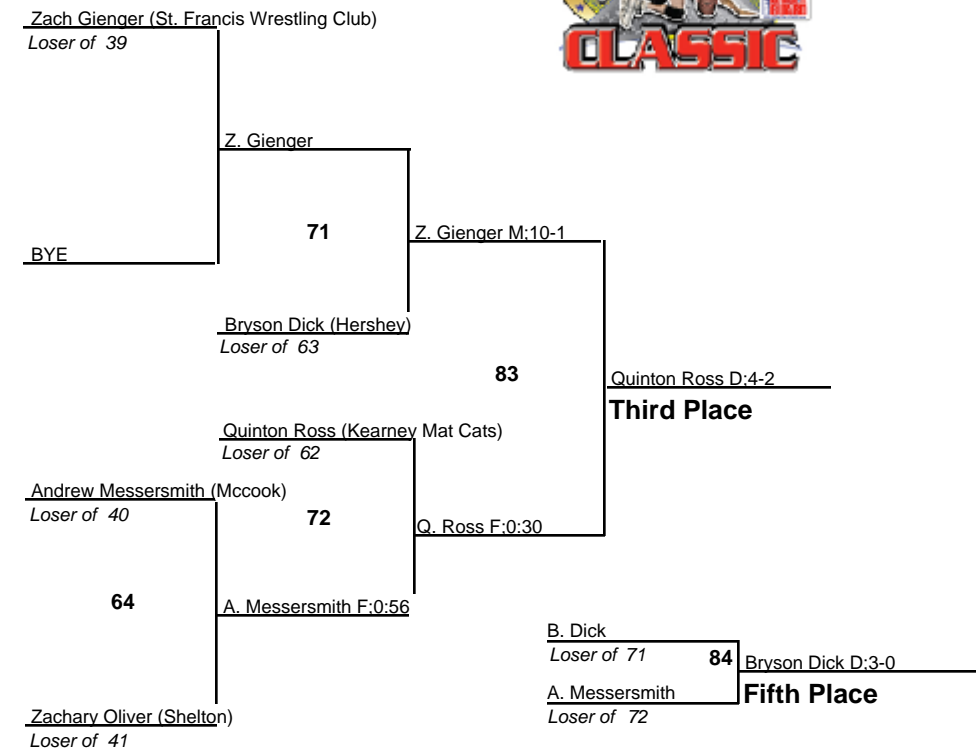 CLASSIC
Zach Gienger (St. Francis Wrestling Club)
Loser of 39
Z. Gienger
71
Z. Gienger M;10-1
BYE
Bryson Dick (Hershey)
Loser of 63
83
Quinton Ross D;4-2
Third Place
Quinton Ross (Kearney Mat Cats)
Loser of 62
Andrew Messersmith (Mccook)
Loser of 40
72
Q. Ross F;0:30
64
A. Messersmith F;0:56
B. Dick
Loser of 71
84
Bryson Dick D;3-0
A. Messersmith
Fifth Place
Loser of 72
Zachary Oliver (Shelton)
Loser of 41